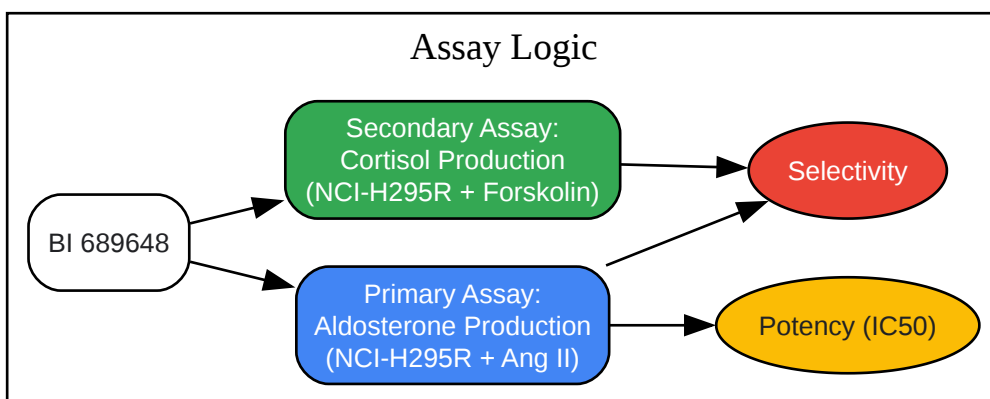 Assay Logic
Secondary Assay:
Cortisol Production
(NCI-H295R + Forskolin)
Selectivity
BI 689648
Primary Assay:
Aldosterone Production
(NCI-H295R + Ang II)
Potency (IC50)